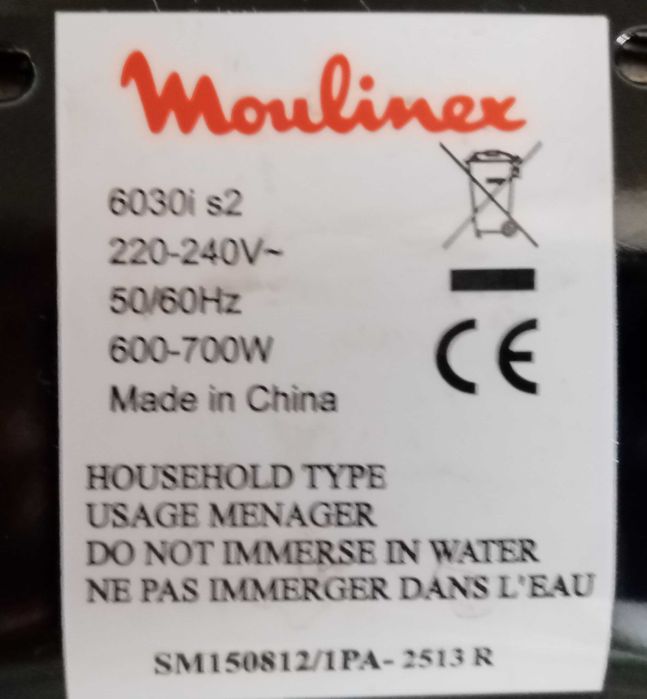 Moulinex
6030i s2
220-240V~
50/60Hz
600-700W
Made in China
CE
HOUSEHOLD TYPE
USAGE MENAGER
DO NOT IMMERSE IN WATER
NE PAS IMMERGER DANS L'EAU
SM150812/1PA- 2513 R